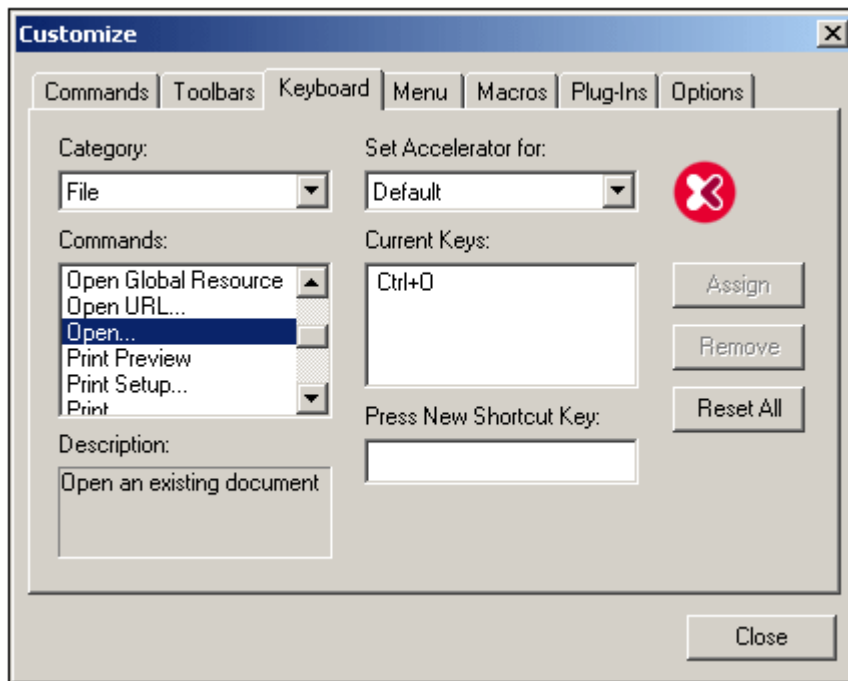 Customize
Commands Toolbars Keyboard Menu Macros Plug-Ins Options
Category:
File
Set Accelerator for:
Default
Commands:
Open Global Resource
Open URL...
Open...
Print Preview
Print Setup...
Print
Current Keys:
Ctrl+O
Assign
Remove
Reset All
Press New Shortcut Key:
Description:
Open an existing document
Close